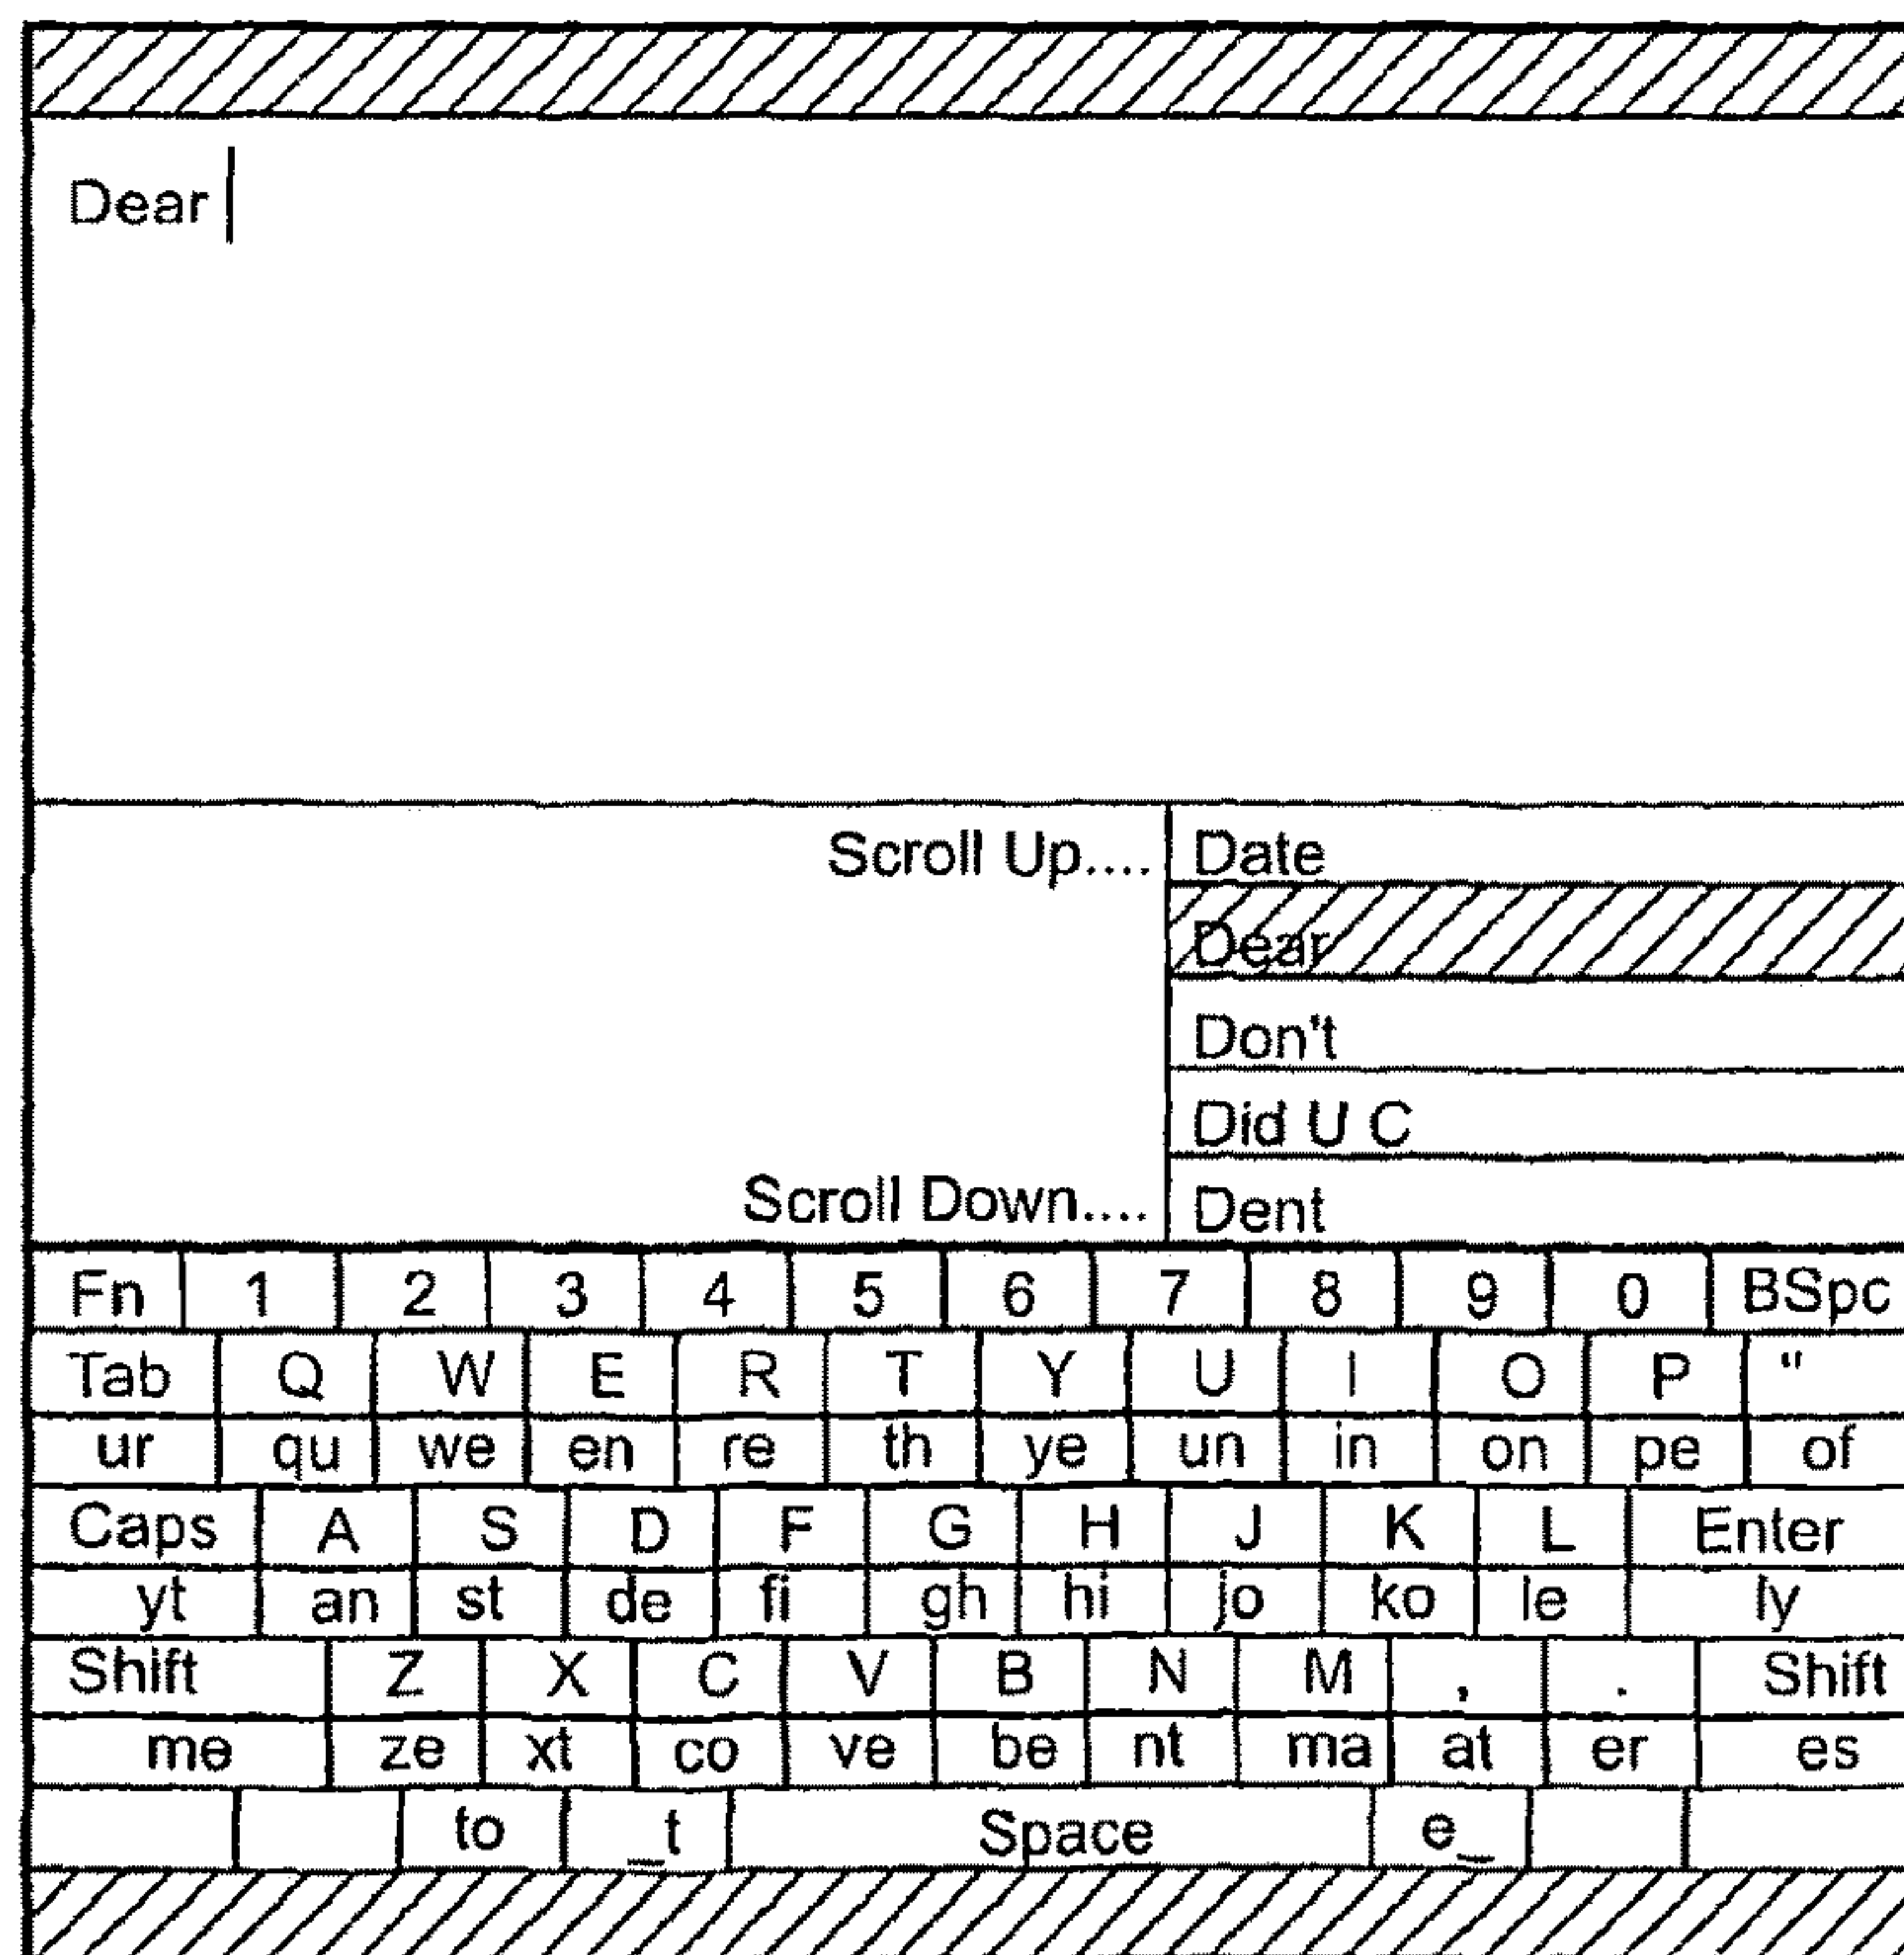 Dear
Scroll Up.... Date
Dear
Don't
Did U C
Scroll Down.... Dent
Fn 1 2 3 4 5 6 7 8 9 0 BSpc
Tab Q W E R T Y U I O P "
ur qu we en re th ye un in on pe of
Caps A S D F G H J K L Enter
yt an st de fi gh hi jo ko le ly
Shift Z X C V B N M , . Shift
me ze xt co ve be nt ma at er es
to _t Space e_